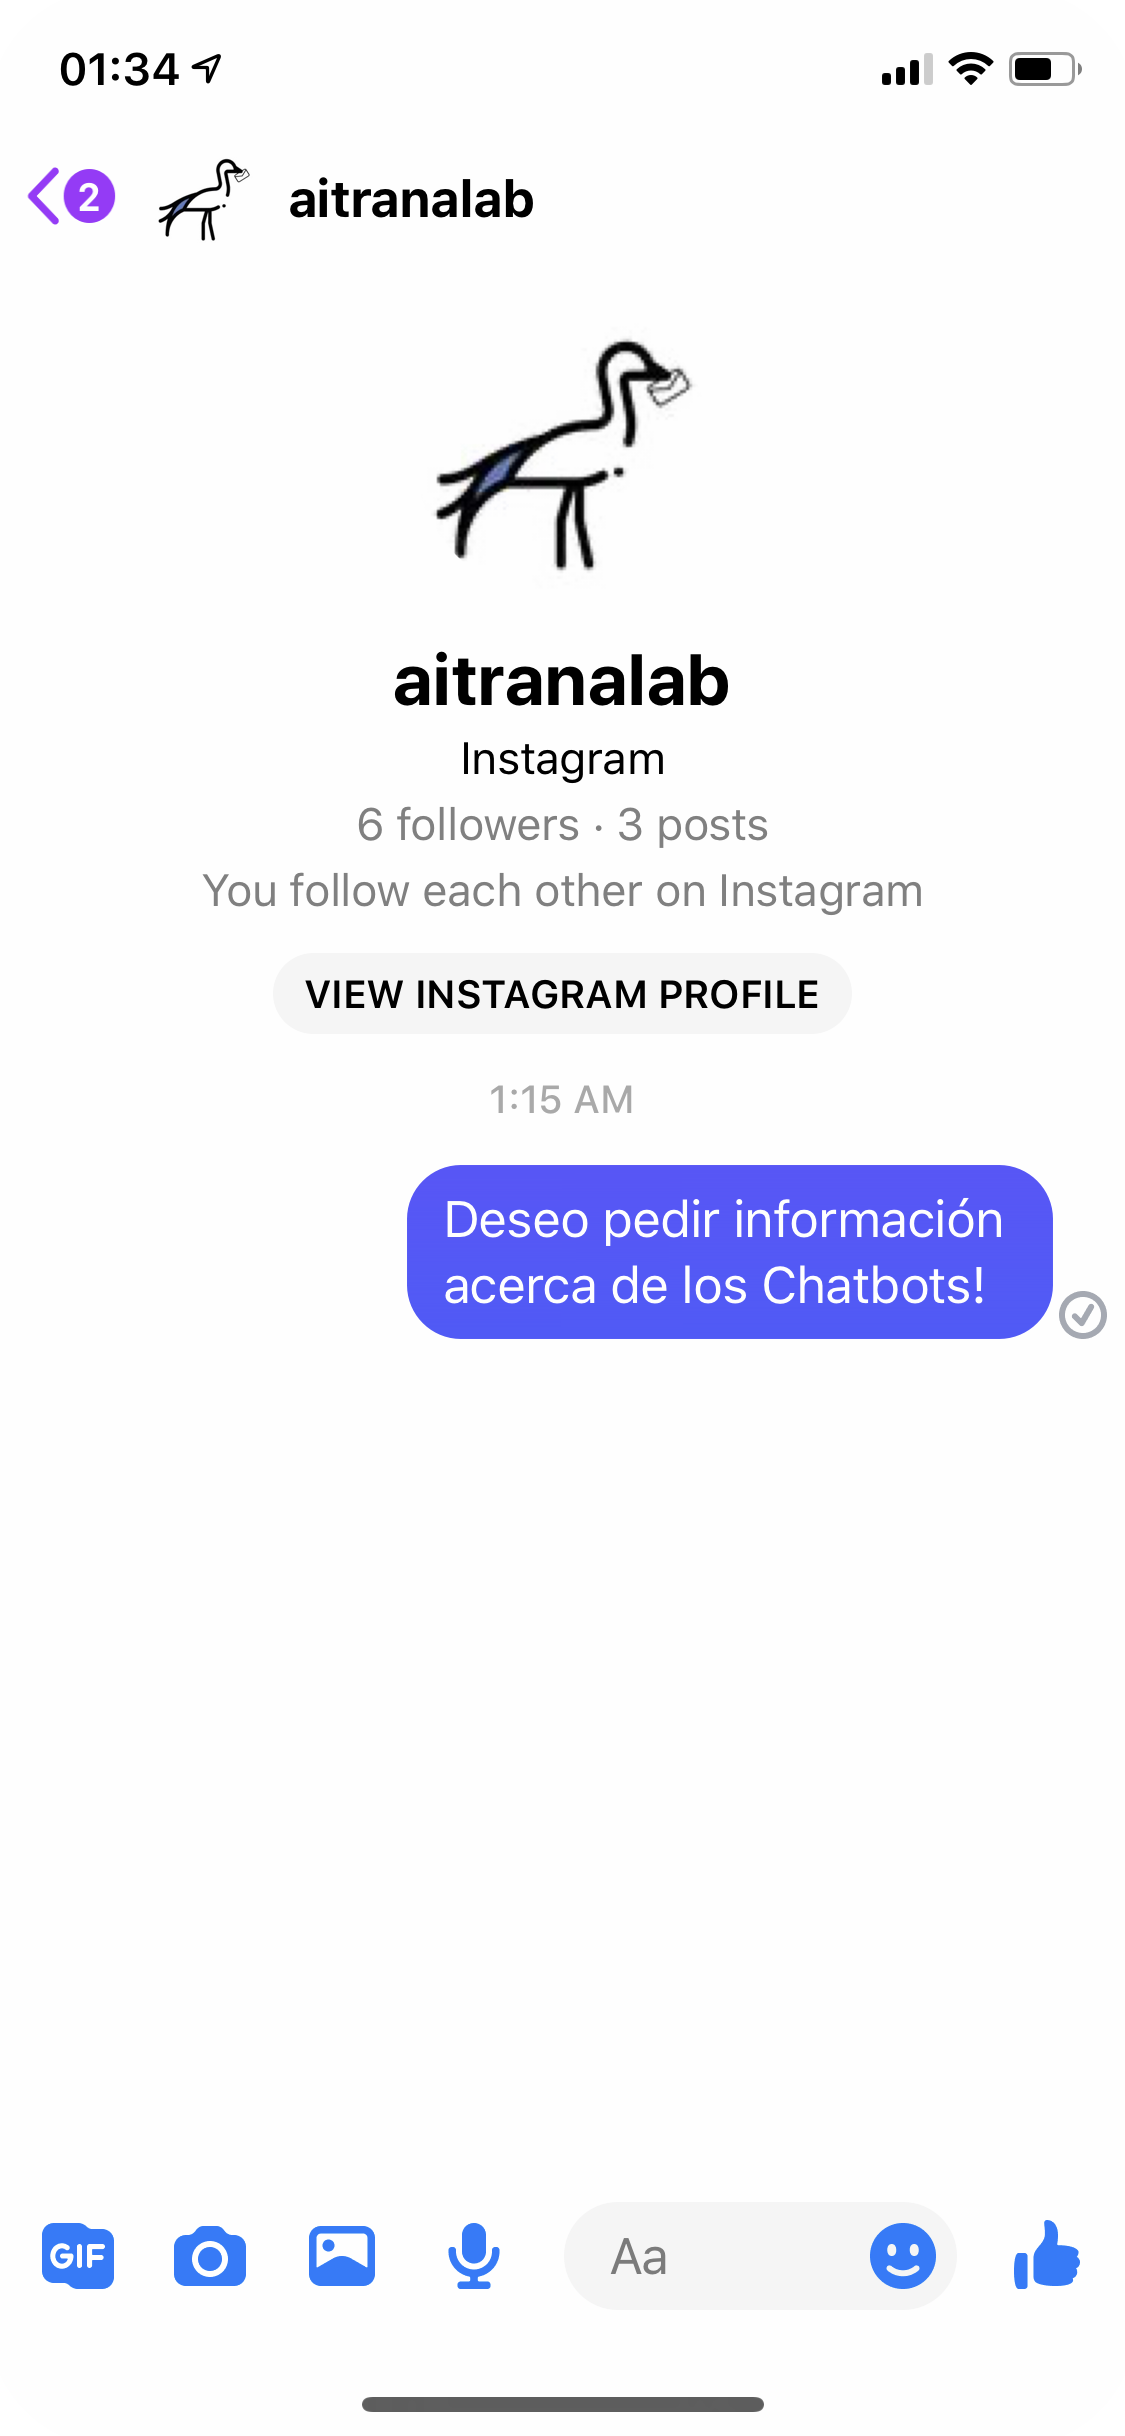 01:34
2
aitranalab
aitranalab
Instagram
6 followers · 3 posts
You follow each other on Instagram
VIEW INSTAGRAM PROFILE
1:15 AM
Deseo pedir información
acerca de los Chatbots!
GIF
Aa